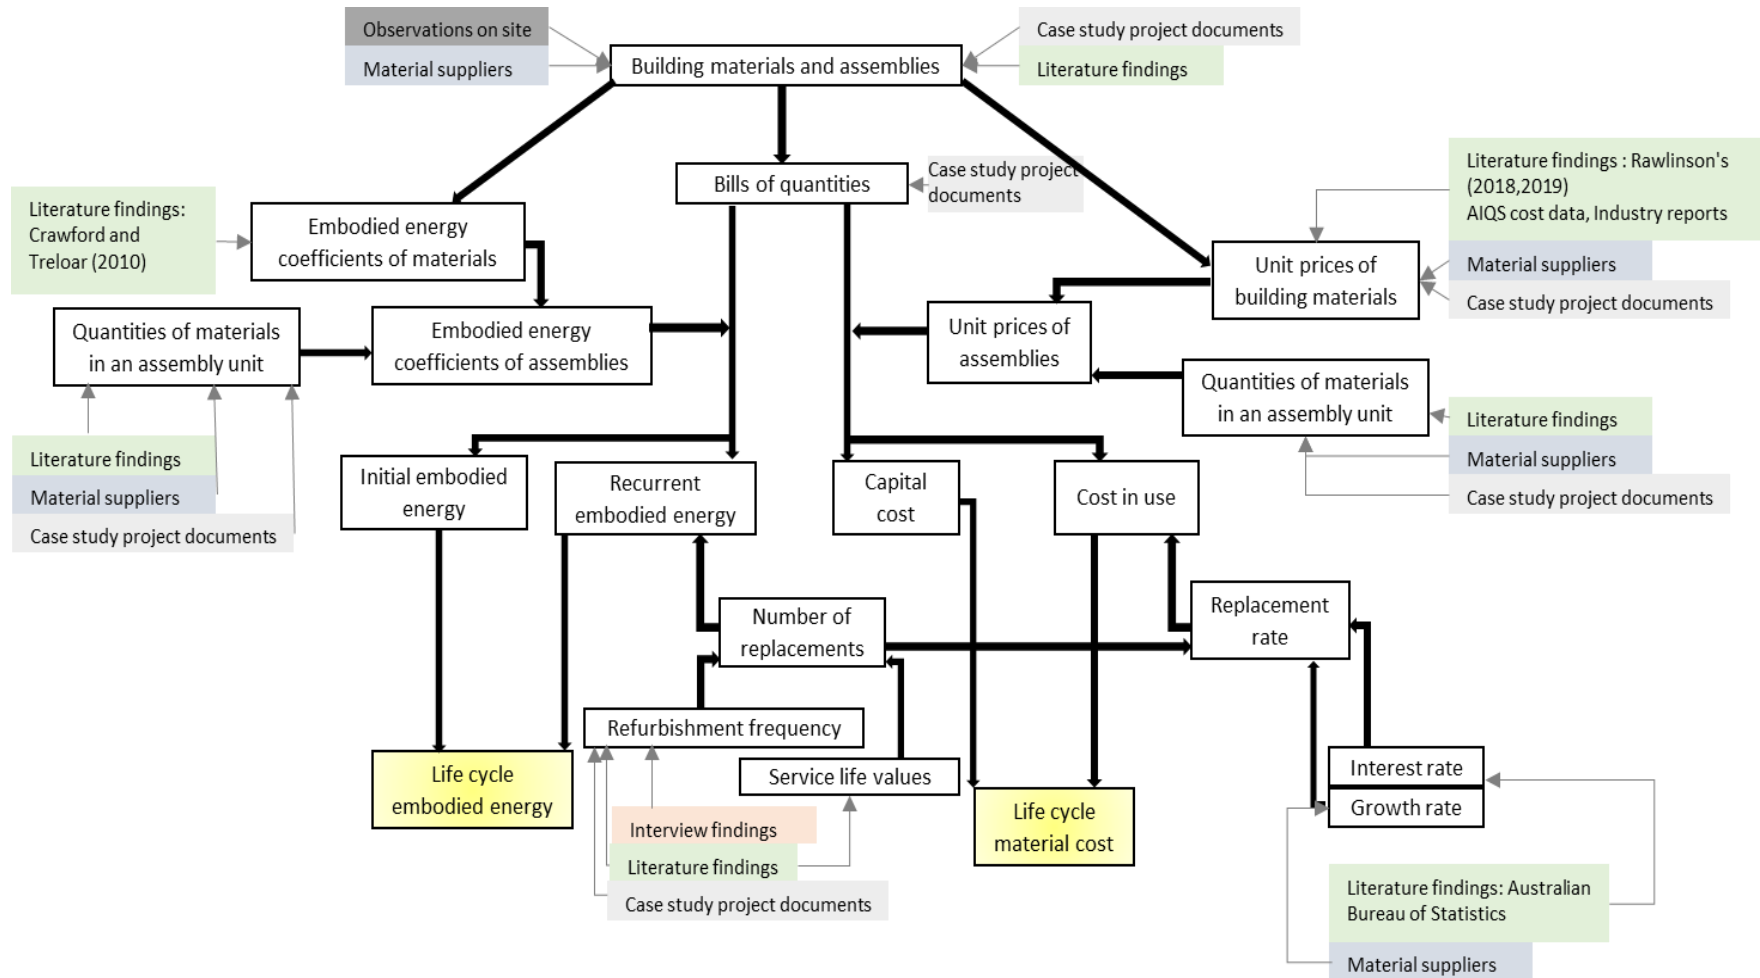 Observations on site
Material suppliers
Building materials and assemblies
Case study project documents
Literature findings
Bills of quantities
Case study project
documents
Literature findings : Rawlinson's
(2018,2019)
AIQS cost data, Industry reports
Material suppliers
Case study project documents
Literature findings:
Crawford and
Treloar (2010)
Embodied energy
coefficients of materials
Unit prices of
building materials
Quantities of materials
in an assembly unit
Embodied energy
coefficients of assemblies
Unit prices of
assemblies
Quantities of materials
in an assembly unit
Literature findings
Material suppliers
Case study project documents
Literature findings
Material suppliers
Case study project documents
Initial embodied
energy
Recurrent
embodied energy
Capital
cost
Cost in use
Number of
replacements
Replacement
rate
Refurbishment frequency
Service life values
Life cycle
embodied energy
Interview findings
Literature findings
Case study project documents
Life cycle
material cost
Interest rate
Growth rate
Literature findings: Australian
Bureau of Statistics
Material suppliers